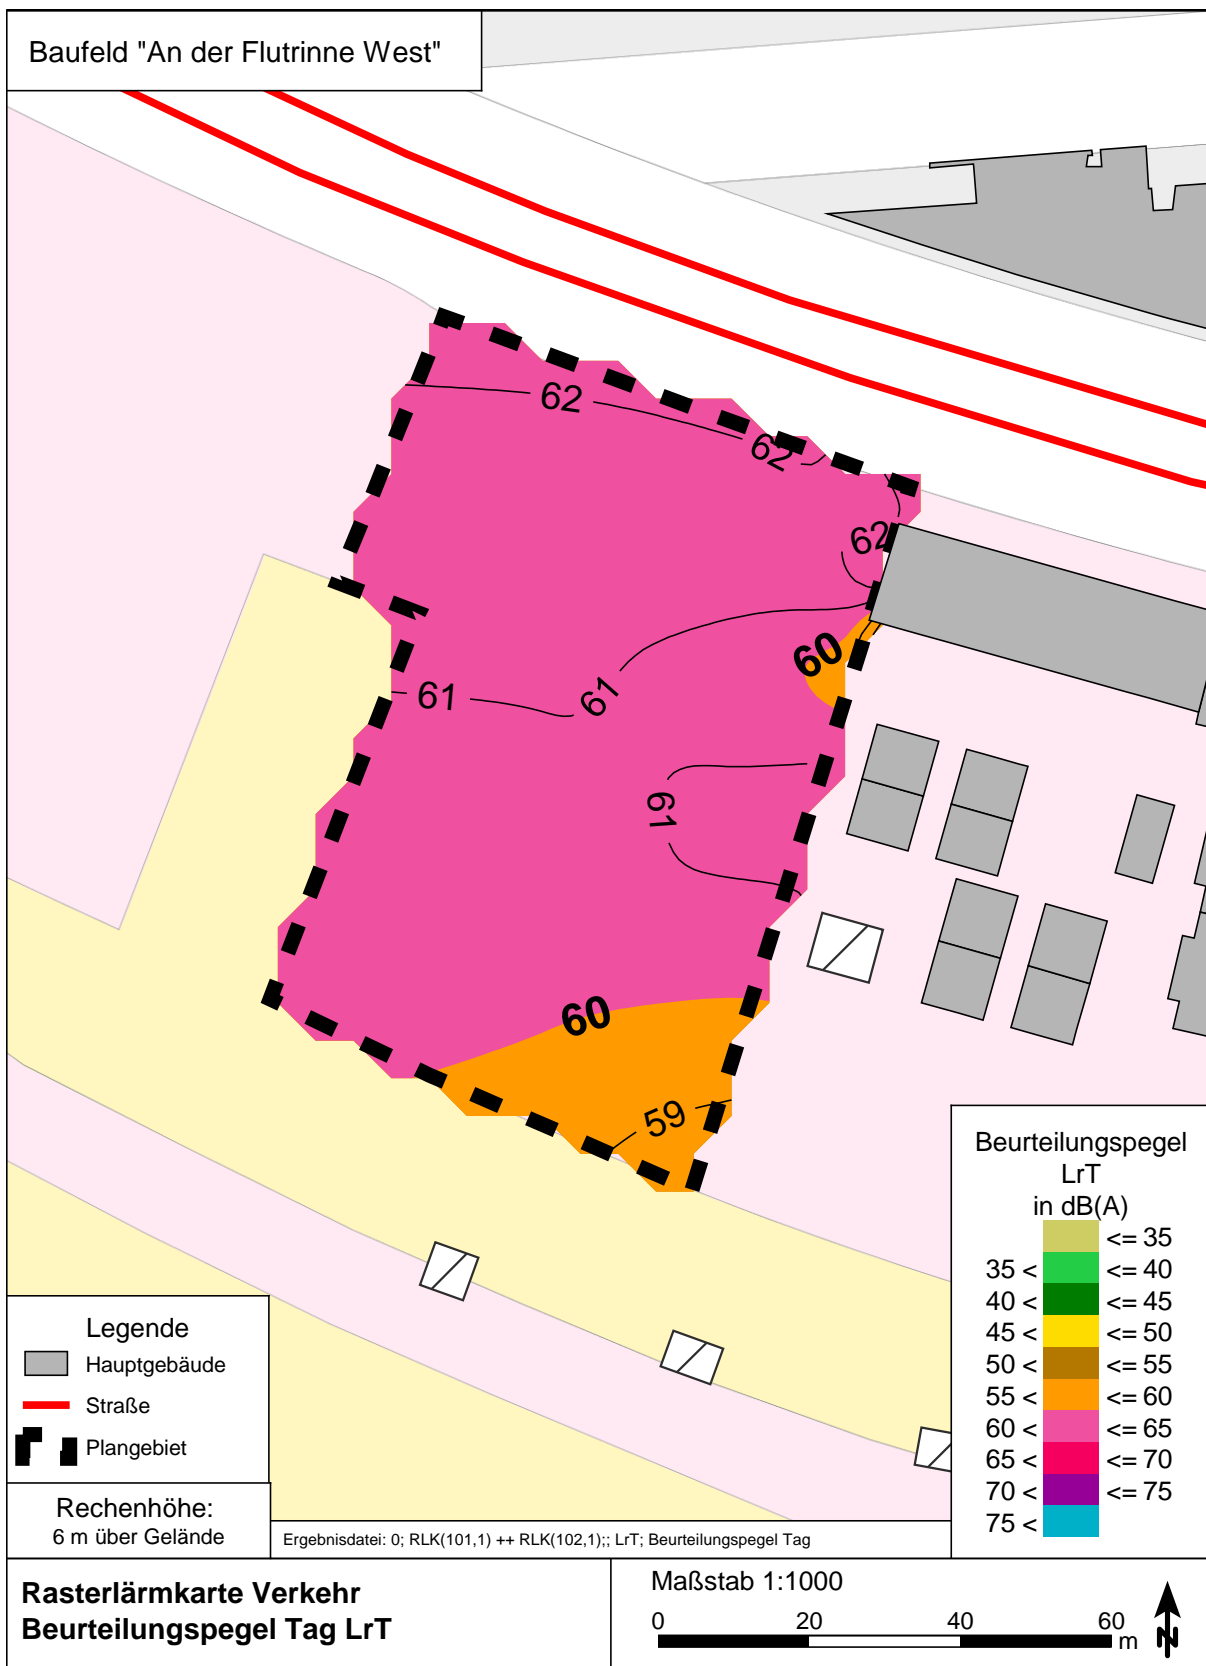 Baufeld "An der Flutrinne West"
62
62
62
60
61
61
61
60
59
Beurteilungspegel
LrT
in dB(A)
<= 35
35 < <= 40
40 < <= 45
45 < <= 50
50 < <= 55
55 < <= 60
60 < <= 65
65 < <= 70
70 < <= 75
75 <
Legende
Hauptgebäude
Straße
Plangebiet
Rechenhöhe:
6 m über Gelände
Ergebnisdatei: 0; RLK(101,1) ++ RLK(102,1);; LrT; Beurteilungspegel Tag
Rasterlärmkarte Verkehr
Beurteilungspegel Tag LrT
Maßstab 1:1000
0 20 40 60
m
N